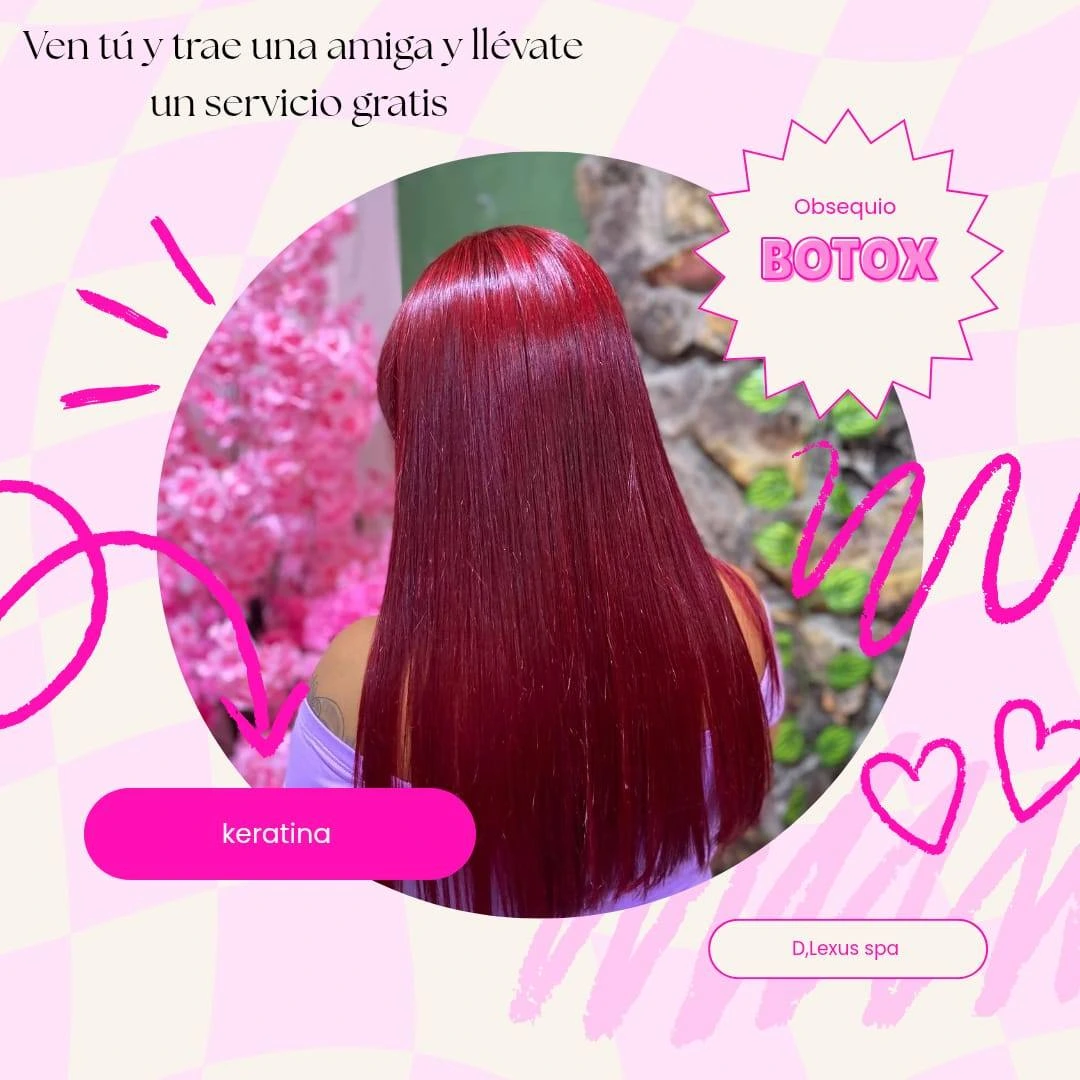 Ven tú y trae una amiga y llévate
un servicio gratis
Obsequio
BOTOX
keratina
D,Lexus spa